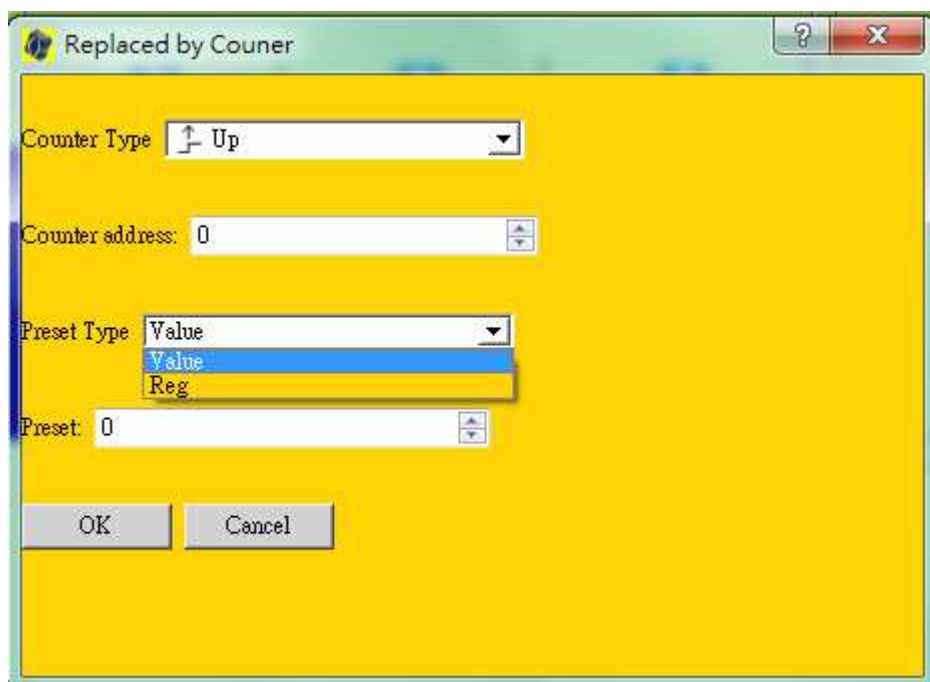 Replaced by Couner
Counter Type Up
Counter address: 0
Preset Type Value
Value
Reg
Preset: 0
OK Cancel